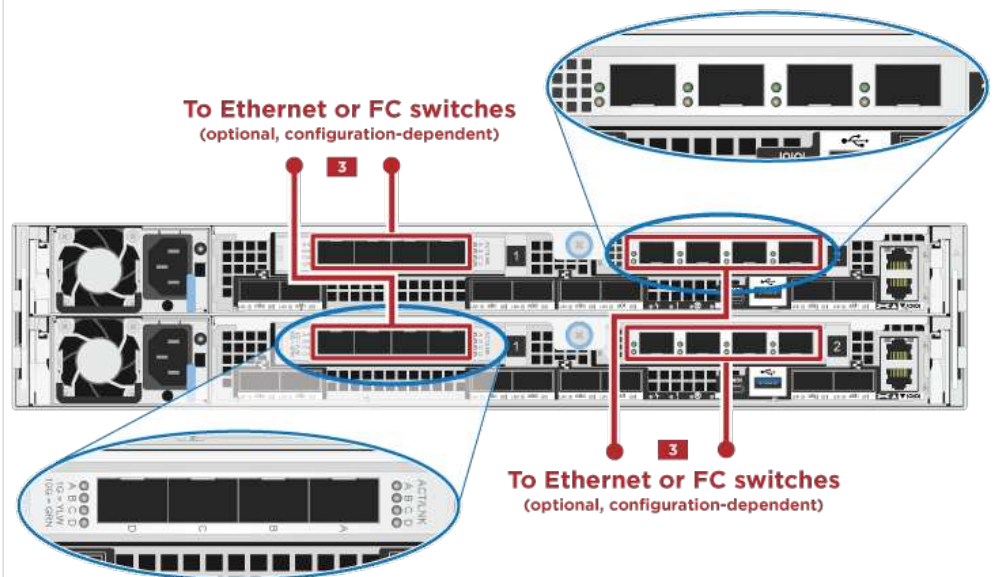 To Ethernet or FC switches
(optional, configuration-dependent)
3
1
1
2
3
To Ethernet or FC switches
(optional, configuration-dependent)
10G = GRN
1G = YLW
A
B
C
D
D
C
B
A
A
B
C
D
ACT/LNK